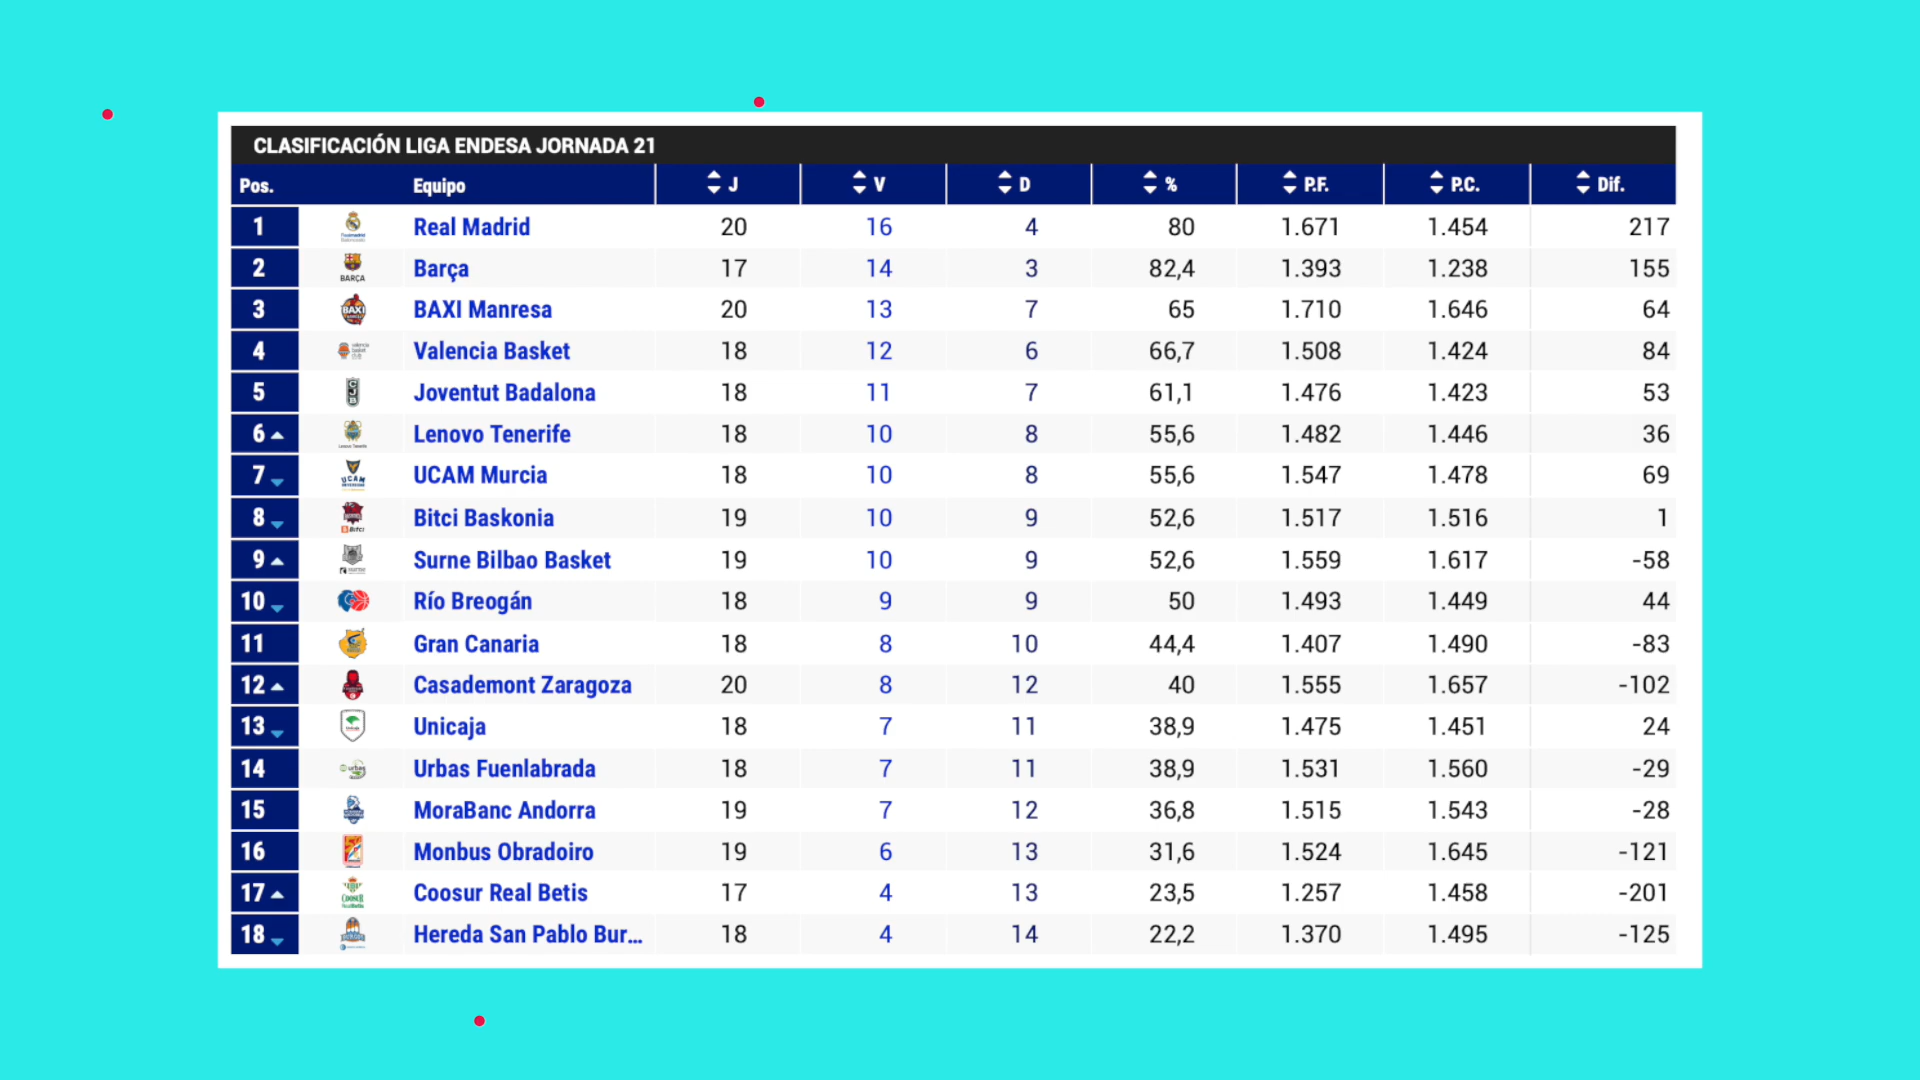 CLASIFICACIÓN LIGA ENDESA JORNADA 21
Pos. Equipo J V D % P.F. P.C. Dif.
1 Real Madrid 20 16 4 80 1.671 1.454 217
2 BARÇA Barça 17 14 3 82,4 1.393 1.238 155
3 BAXI BAXI Manresa 20 13 7 65 1.710 1.646 64
4 Valencia Basket 18 12 6 66,7 1.508 1.424 84
5 CJB Joventut Badalona 18 11 7 61,1 1.476 1.423 53
6 Lenovo Tenerife 18 10 8 55,6 1.482 1.446 36
7 UCAM UCAM Murcia 18 10 8 55,6 1.547 1.478 69
8 Bitci Bitci Baskonia 19 10 9 52,6 1.517 1.516 1
9 Surne Bilbao Basket 19 10 9 52,6 1.559 1.617 -58
10 Río Breogán 18 9 9 50 1.493 1.449 44
11 Gran Canaria 18 8 10 44,4 1.407 1.490 -83
12 Casademont Zaragoza 20 8 12 40 1.555 1.657 -102
13 Unicaja 18 7 11 38,9 1.475 1.451 24
14 urbas Urbas Fuenlabrada 18 7 11 38,9 1.531 1.560 -29
15 MoraBanc Andorra 19 7 12 36,8 1.515 1.543 -28
16 Monbus Obradoiro 19 6 13 31,6 1.524 1.645 -121
17 COOSUR Coosur Real Betis 17 4 13 23,5 1.257 1.458 -201
18 Hereda San Pablo Bur... 18 4 14 22,2 1.370 1.495 -125